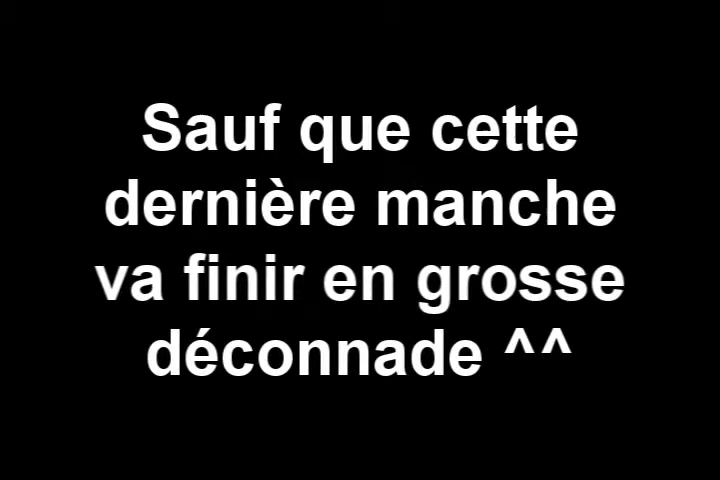 Sauf que cette
dernière manche
va finir en grosse
déconnade ^^